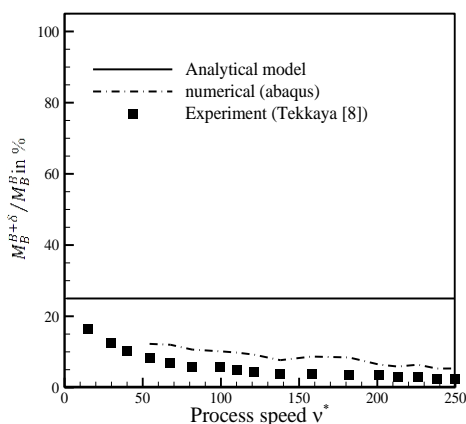 100
80
60
40
20
0
M_B^{B+δ} / M_B^B in %
Analytical model
numerical (abaqus)
Experiment (Tekkaya [8])
0 50 100 150 200 250
Process speed ν*